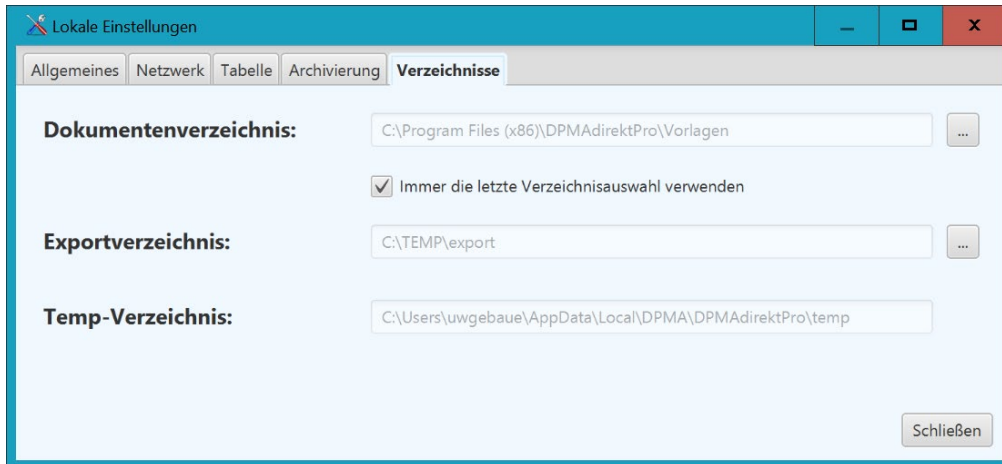 Lokale Einstellungen
Allgemeines Netzwerk Tabelle Archivierung Verzeichnisse
Dokumentenverzeichnis: C:\Program Files (x86)\DPMAdirektPro\Vorlagen ...
Immer die letzte Verzeichnisauswahl verwenden
Exportverzeichnis: C:\TEMP\export ...
Temp-Verzeichnis: C:\Users\uwgebaue\AppData\Local\DPMA\DPMAdirektPro\temp
Schließen